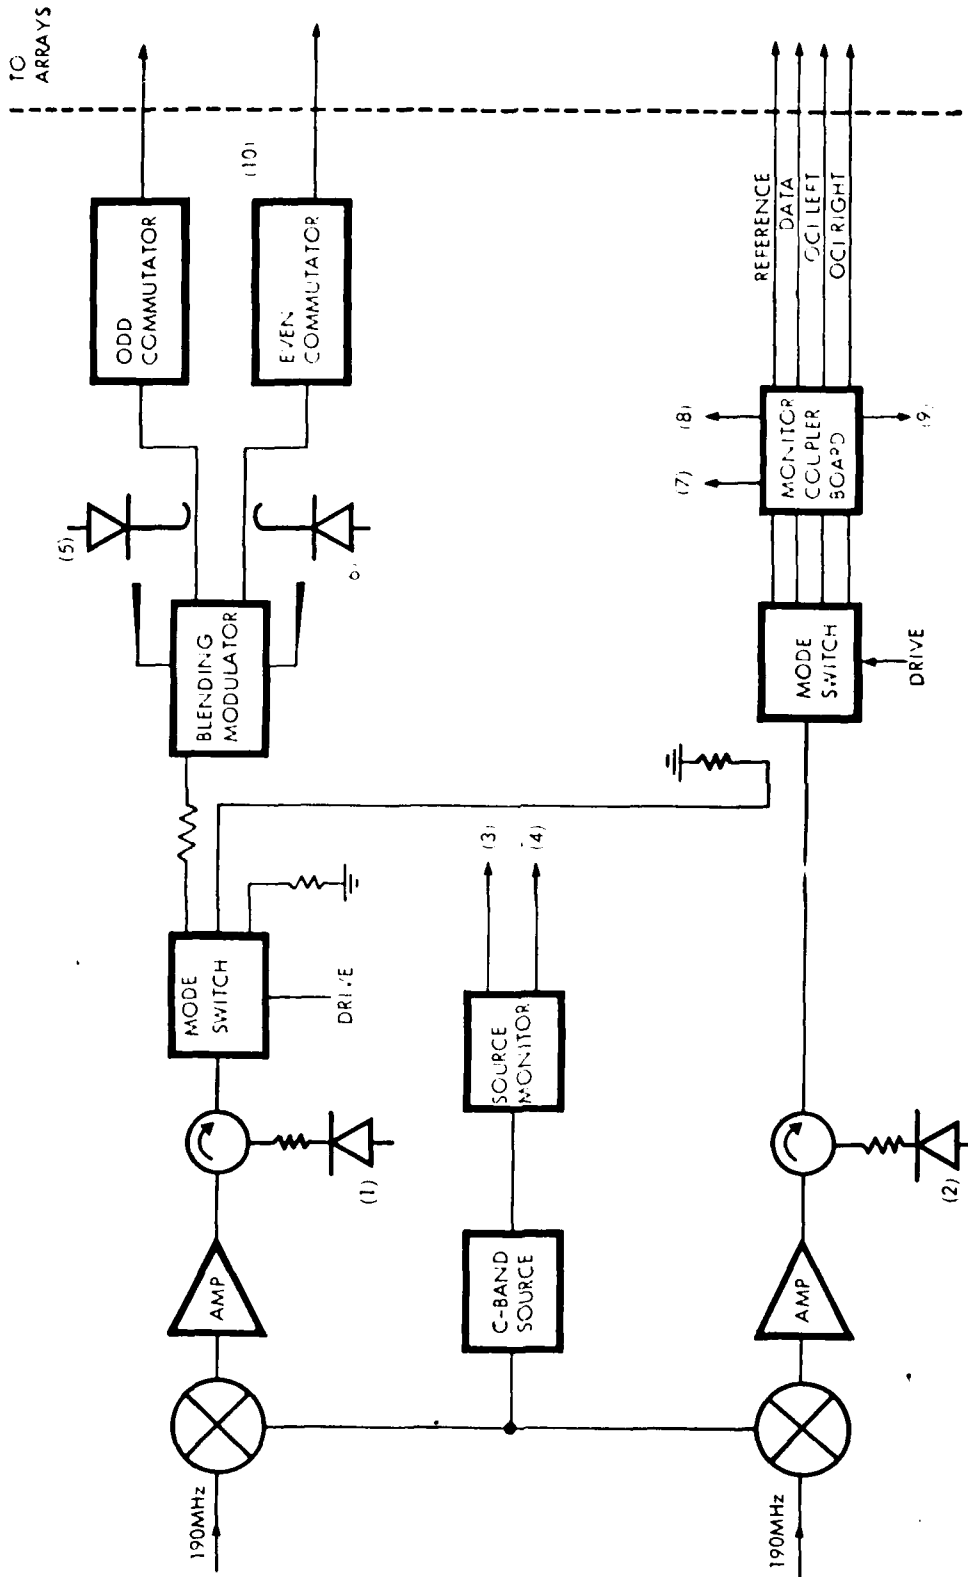 190MHz
AMP
(1)
MODE
SWITCH
DRIVE
BLENDING
MODULATOR
(5)
ODD
COMMUTATOR
EVEN
COMMUTATOR
(10)
TO
ARRAYS
C-BAND
SOURCE
SOURCE
MONITOR
(3)
(4)
190MHz
AMP
(2)
MODE
SWITCH
DRIVE
(7)
(8)
MONITOR
COUPLER
BOARD
(9)
REFERENCE
DATA
OCI LEFT
OCI RIGHT